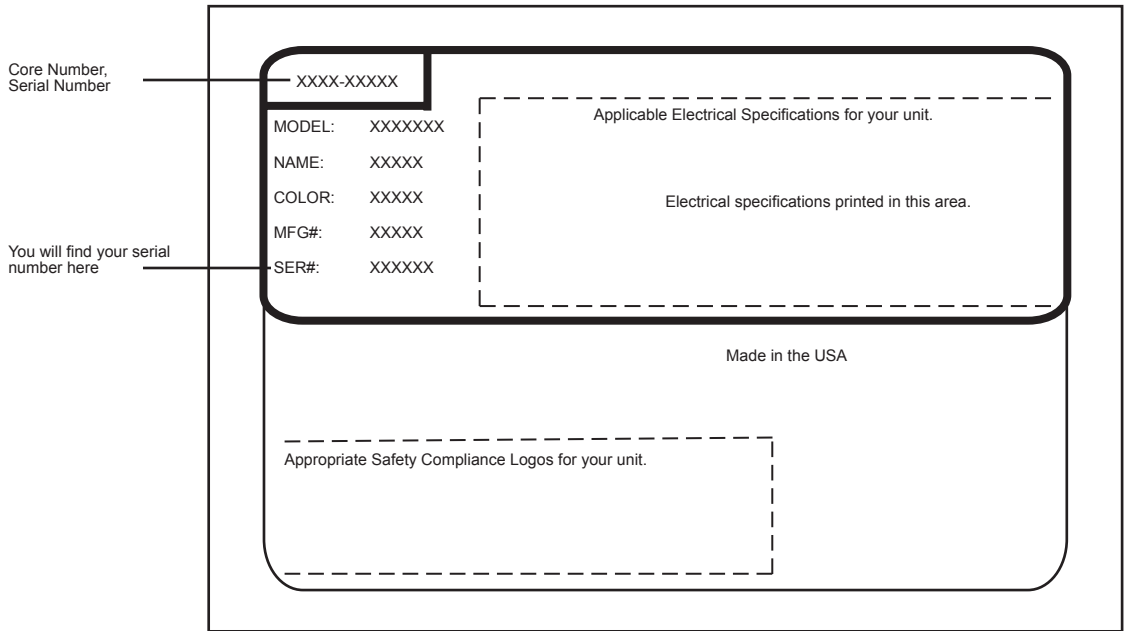 Core Number,
Serial Number
XXXX-XXXXX
MODEL: XXXXXXX
NAME: XXXXX
COLOR: XXXXX
MFG#: XXXXX
You will find your serial
number here
SER#: XXXXXX
Applicable Electrical Specifications for your unit.
Electrical specifications printed in this area.
Made in the USA
Appropriate Safety Compliance Logos for your unit.